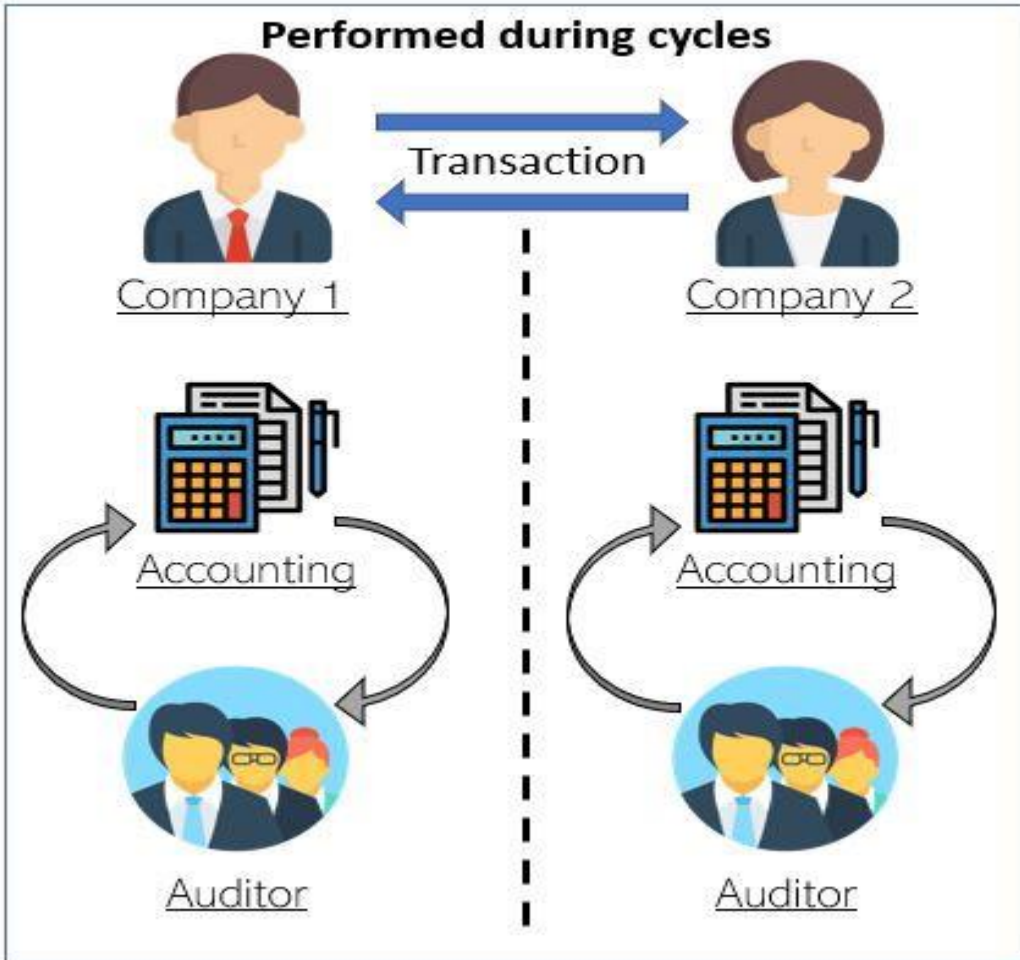 Performed during cycles
Transaction
Company 1
Company 2
Accounting
Accounting
Auditor
Auditor